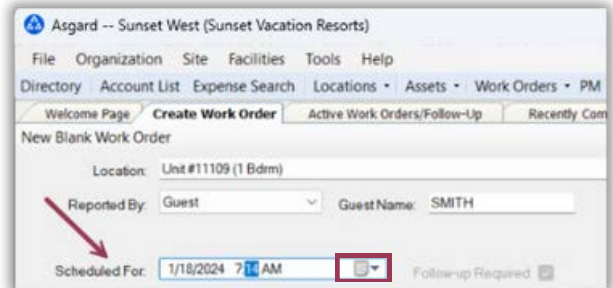 Asgard -- Sunset West (Sunset Vacation Resorts)
File Organization Site Facilities Tools Help
Directory Account List Expense Search Locations Assets Work Orders PM
Welcome Page Create Work Order Active Work Orders/Follow-Up Recently Com
New Blank Work Order
Location: Unit #11109 (1 Bdrm)
Reported By: Guest Guest Name: SMITH
Scheduled For: 1/18/2024 7:14 AM Follow-up Required